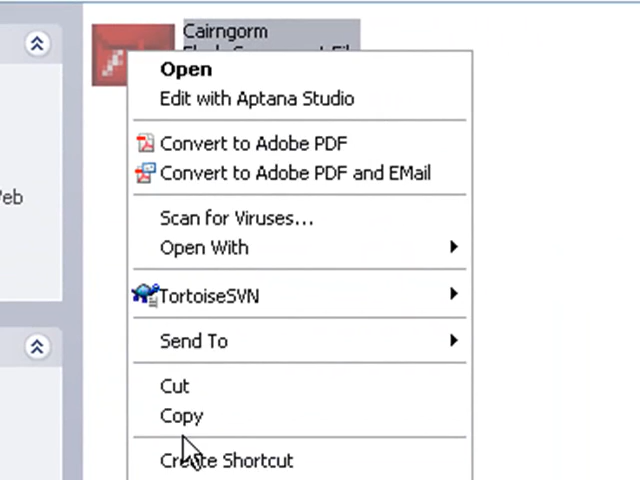 Cairngorm
Open
Edit with Aptana Studio
Convert to Adobe PDF
Convert to Adobe PDF and EMail
Scan for Viruses...
Open With
TortoiseSVN
Send To
Cut
Copy
Create Shortcut